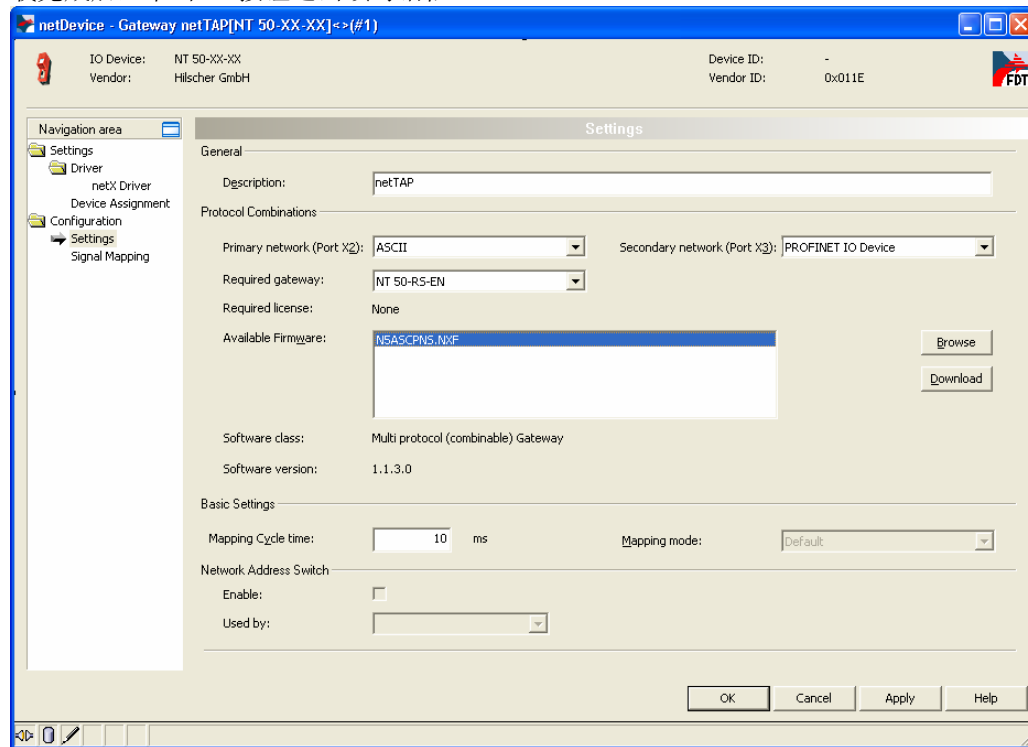 netDevice - Gateway netTAP[NT 50-XX-XX]<>(#1)
IO Device: NT 50-XX-XX Device ID: -
Vendor: Hilscher GmbH Vendor ID: 0x011E
FDT
Navigation area
Settings
Settings
Driver
netX Driver
Device Assignment
Configuration
Settings
Signal Mapping
General
Description: netTAP
Protocol Combinations
Primary network (Port X2): ASCII Secondary network (Port X3): PROFINET IO Device
Required gateway: NT 50-RS-EN
Required license: None
Available Firmware: N5ASCPNS.NXF
Browse
Download
Software class: Multi protocol (combinable) Gateway
Software version: 1.1.3.0
Basic Settings
Mapping Cycle time: 10 ms Mapping mode: Default
Network Address Switch
Enable:
Used by:
OK Cancel Apply Help